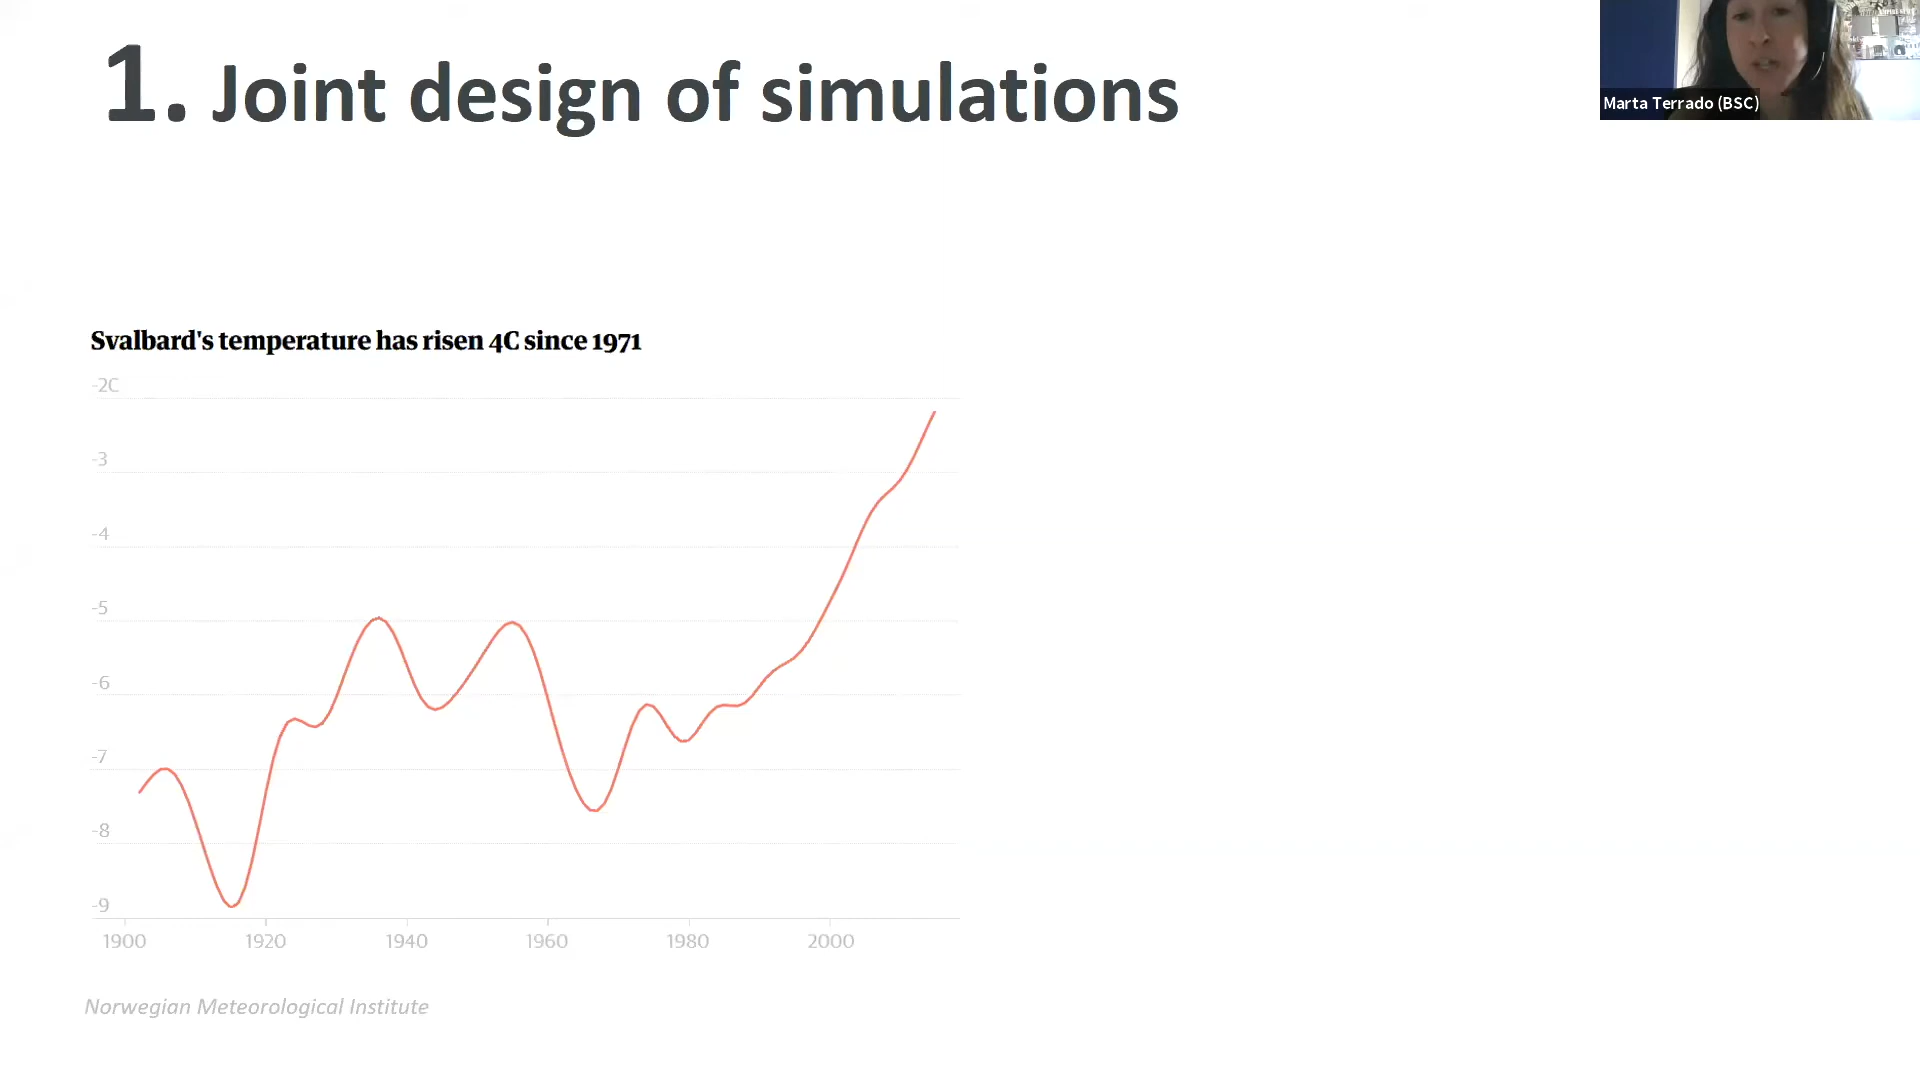 1. Joint design of simulations
Marta Terrado (BSC)
Svalbard's temperature has risen 4C since 1971
-2C
-3
-4
-5
-6
-7
-8
-9
1900 1920 1940 1960 1980 2000
Norwegian Meteorological Institute